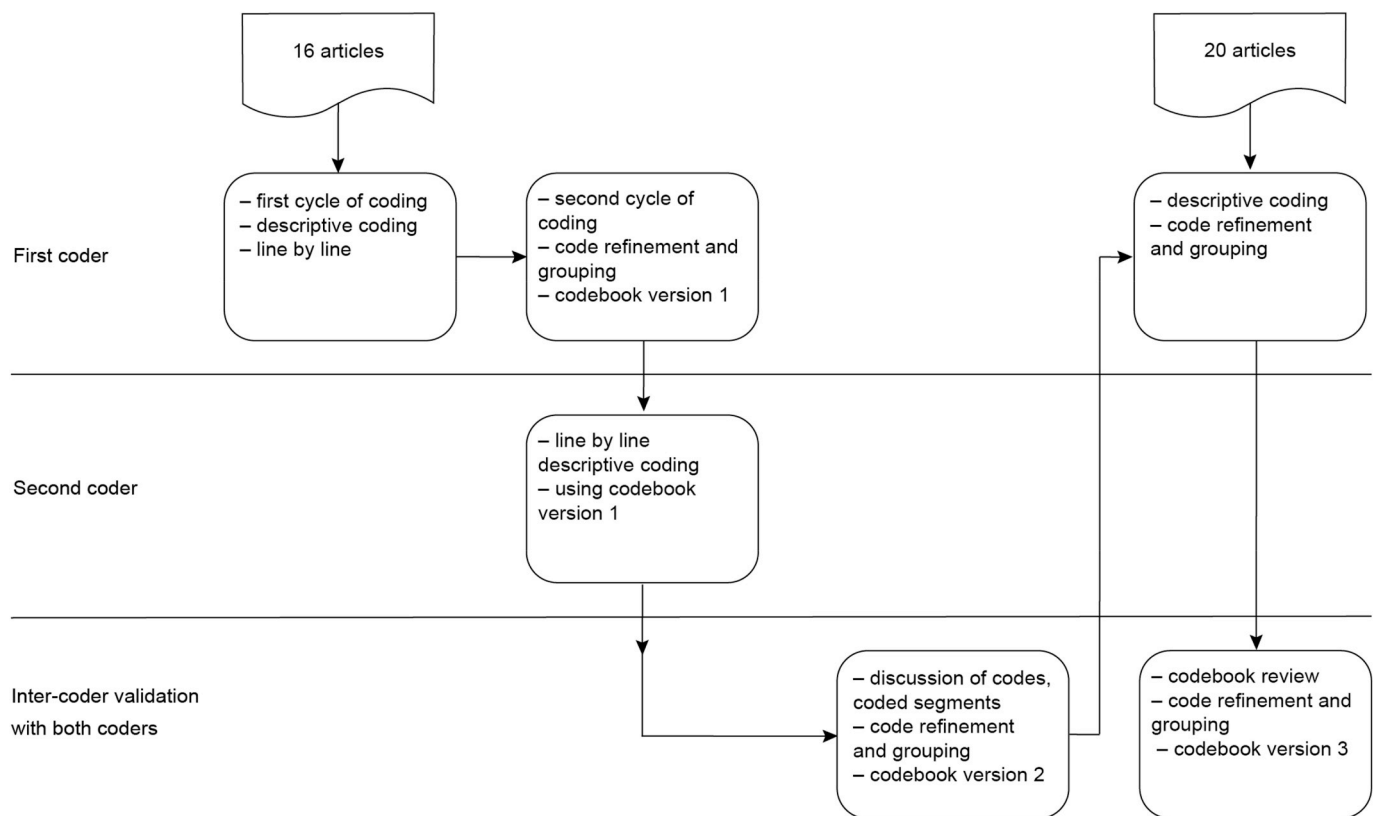 16 articles
20 articles
First coder
– first cycle of coding
– descriptive coding
– line by line
– second cycle of
coding
– code refinement and
grouping
– codebook version 1
– descriptive coding
– code refinement
and grouping
Second coder
– line by line
descriptive coding
– using codebook
version 1
Inter-coder validation
with both coders
– discussion of codes,
coded segments
– code refinement
and grouping
– codebook version 2
– codebook review
– code refinement and
grouping
– codebook version 3